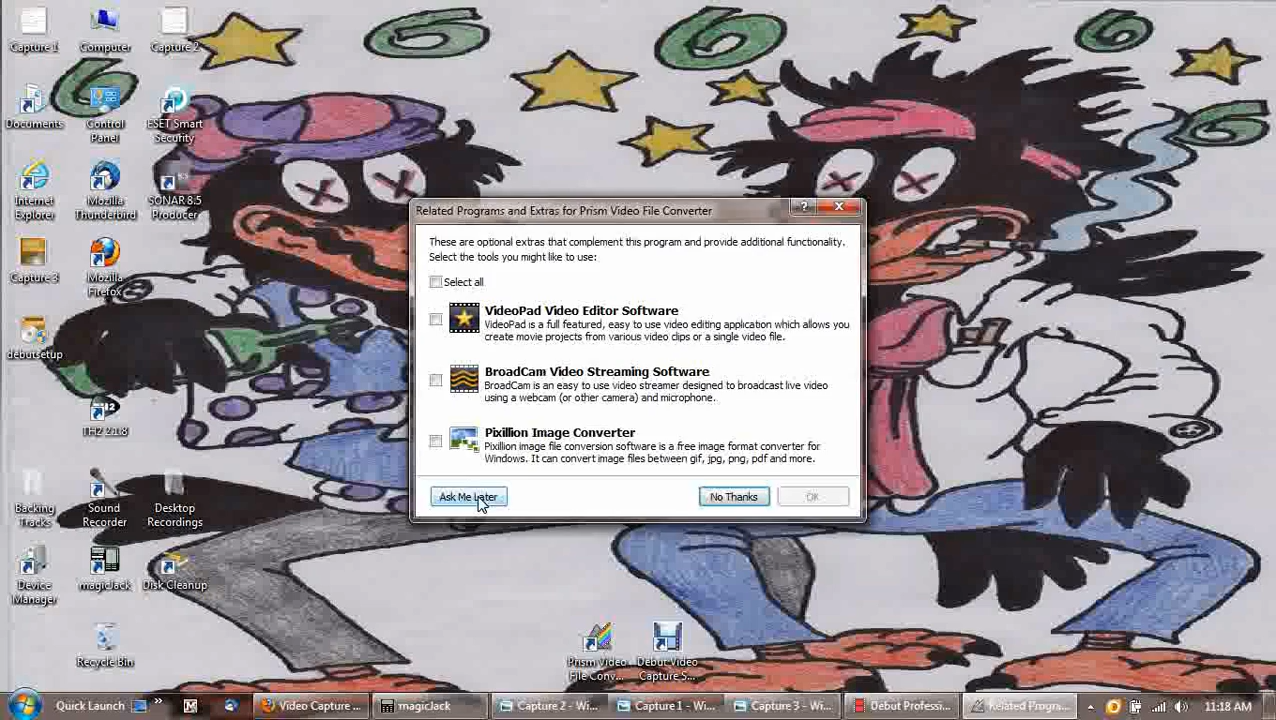 Capture 1
Computer
Capture 2
Documents
Control
Panel
ESET Smart
Security
Internet
Explorer
Mozilla
Thunderbird
SONAR 8.5
Producer
Capture 3
Mozilla
Firefox
debutsetup
TH2 2.1.8
Backing
Tracks
Sound
Recorder
Desktop
Recordings
Device
Manager
magicJack
Disk Cleanup
Recycle Bin
Prism Video
File Conv...
Debut Video
Capture S...
6 6 6 6 6
Related Programs and Extras for Prism Video File Converter
These are optional extras that complement this program and provide additional functionality.
Select the tools you might like to use:
Select all
VideoPad Video Editor Software
VideoPad is a full featured, easy to use video editing application which allows you
create movie projects from various video clips or a single video file.
BroadCam Video Streaming Software
BroadCam is an easy to use video streamer designed to broadcast live video
using a webcam (or other camera) and microphone.
Pixillion Image Converter
Pixillion image file conversion software is a free image format converter for
Windows. It can convert image files between gif, jpg, png, pdf and more.
Ask Me Later
No Thanks
OK
Quick Launch
»
Video Capture ...
magicJack
Capture 2 - Wi...
Capture 1 - Wi...
Capture 3 - Wi...
Debut Professi...
Related Progra...
11:18 AM